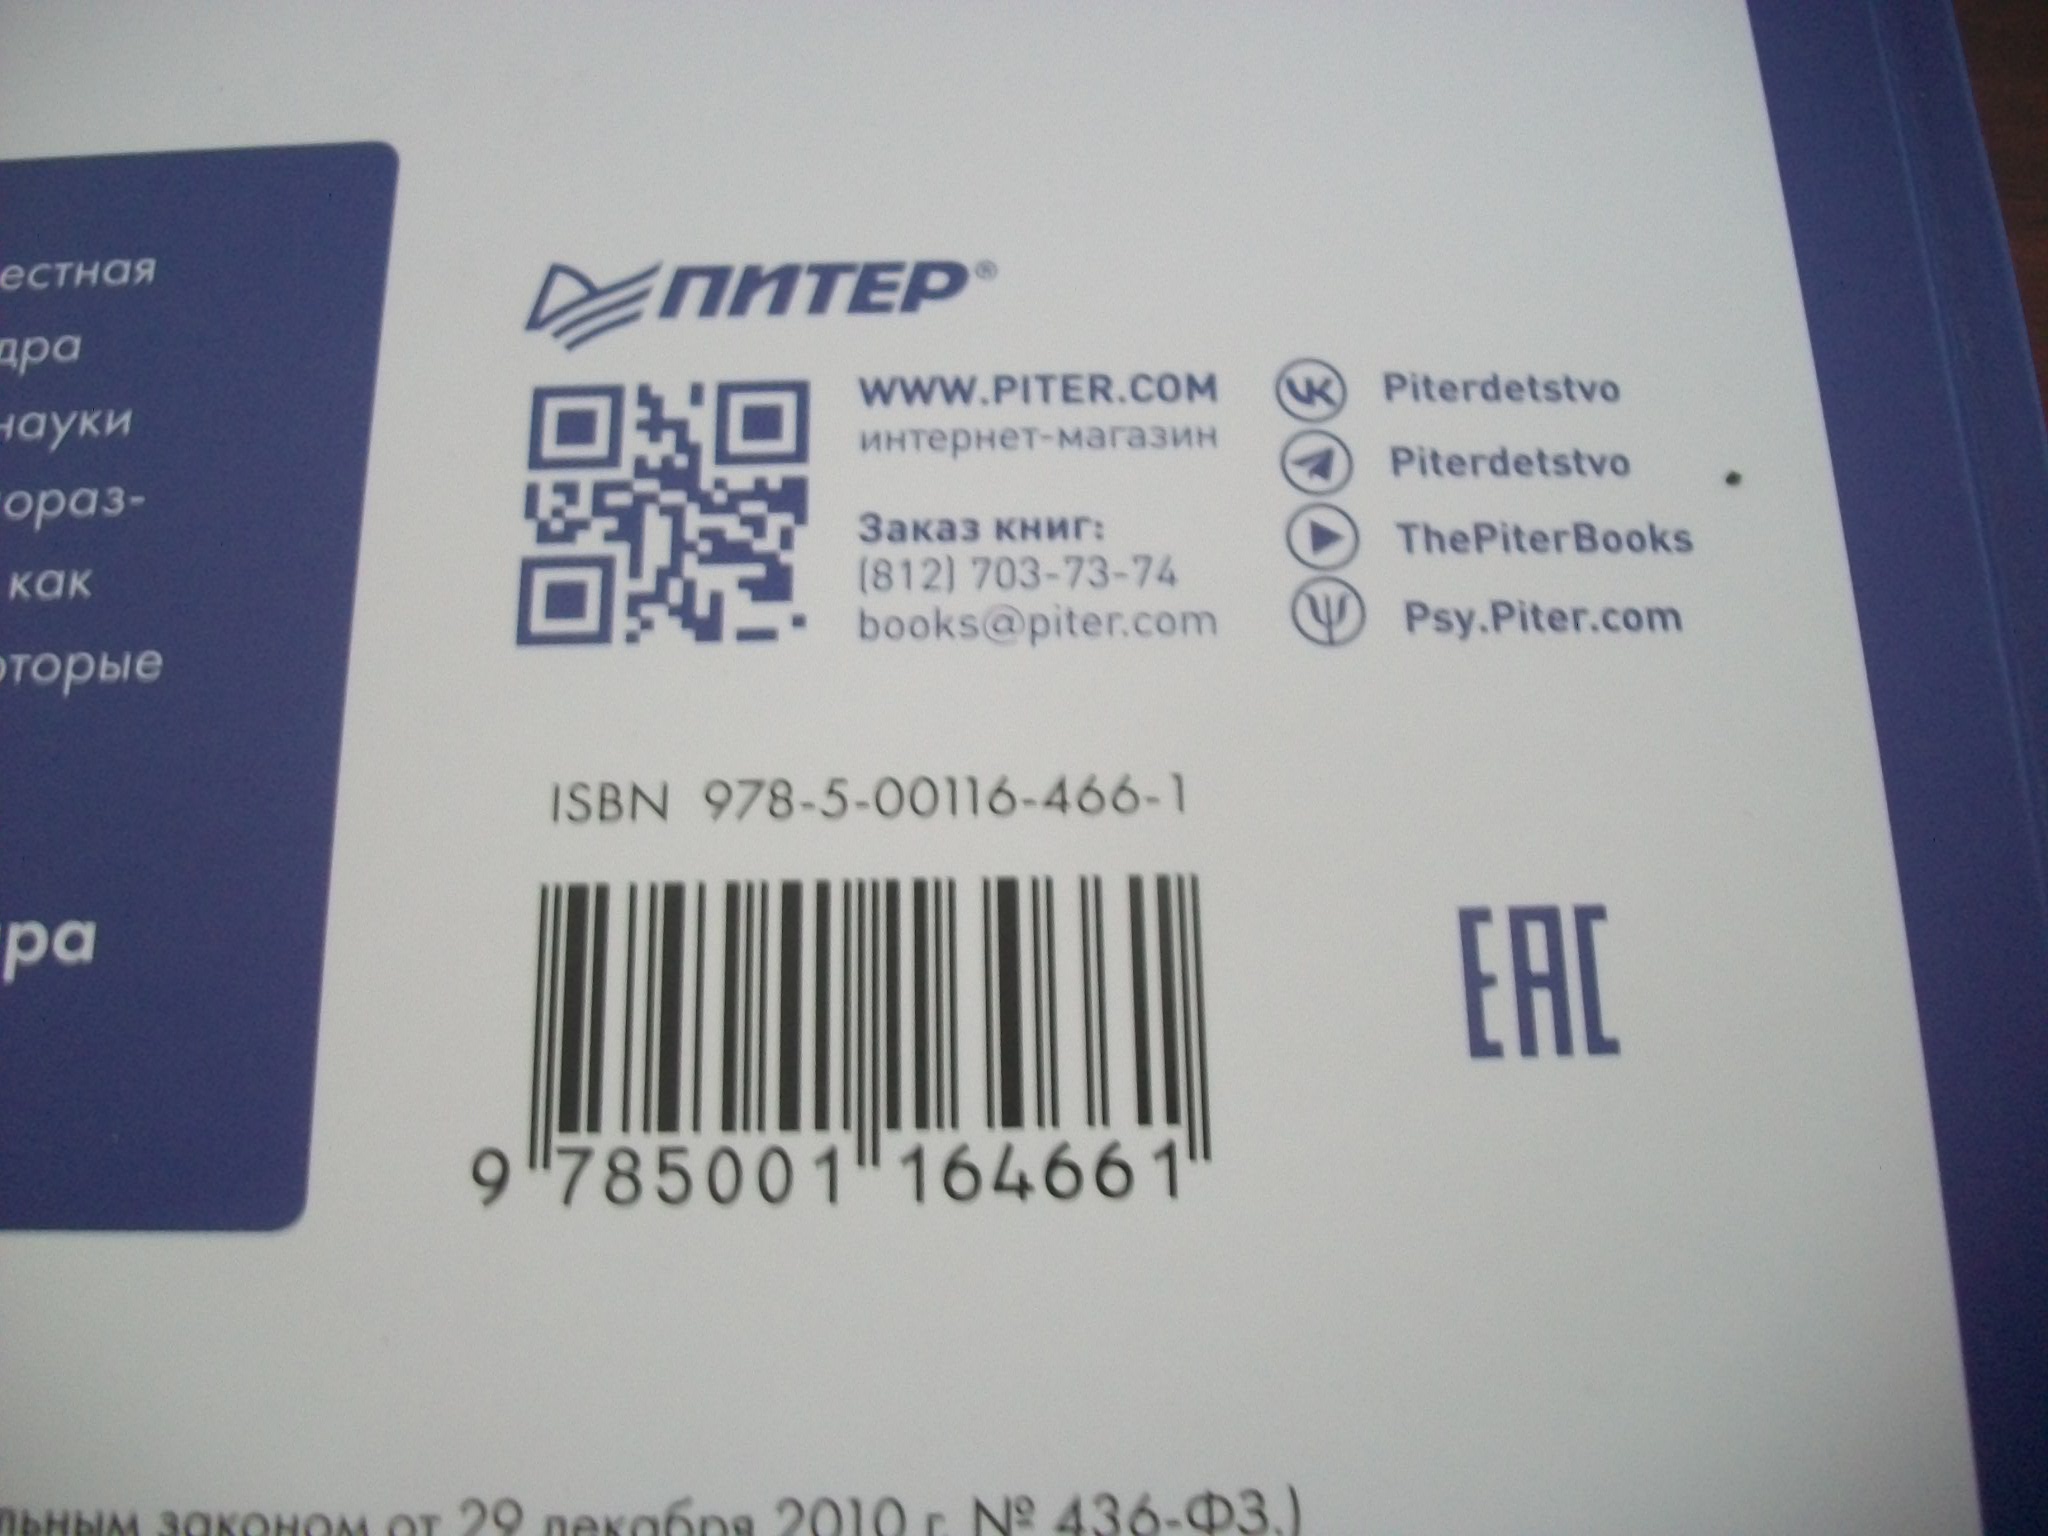 естная
дра
науки
ораз-
как
оторые
ра
ПИТЕР®
WWW.PITER.COM
интернет-магазин
Заказ книг:
(812) 703-73-74
books@piter.com
VK Piterdetstvo
Piterdetstvo
ThePiterBooks
Psy.Piter.com
ISBN 978-5-00116-466-1
9 785001 164661
EAC
льным законом от 29 декабря 2010 г. № 436-ФЗ.)